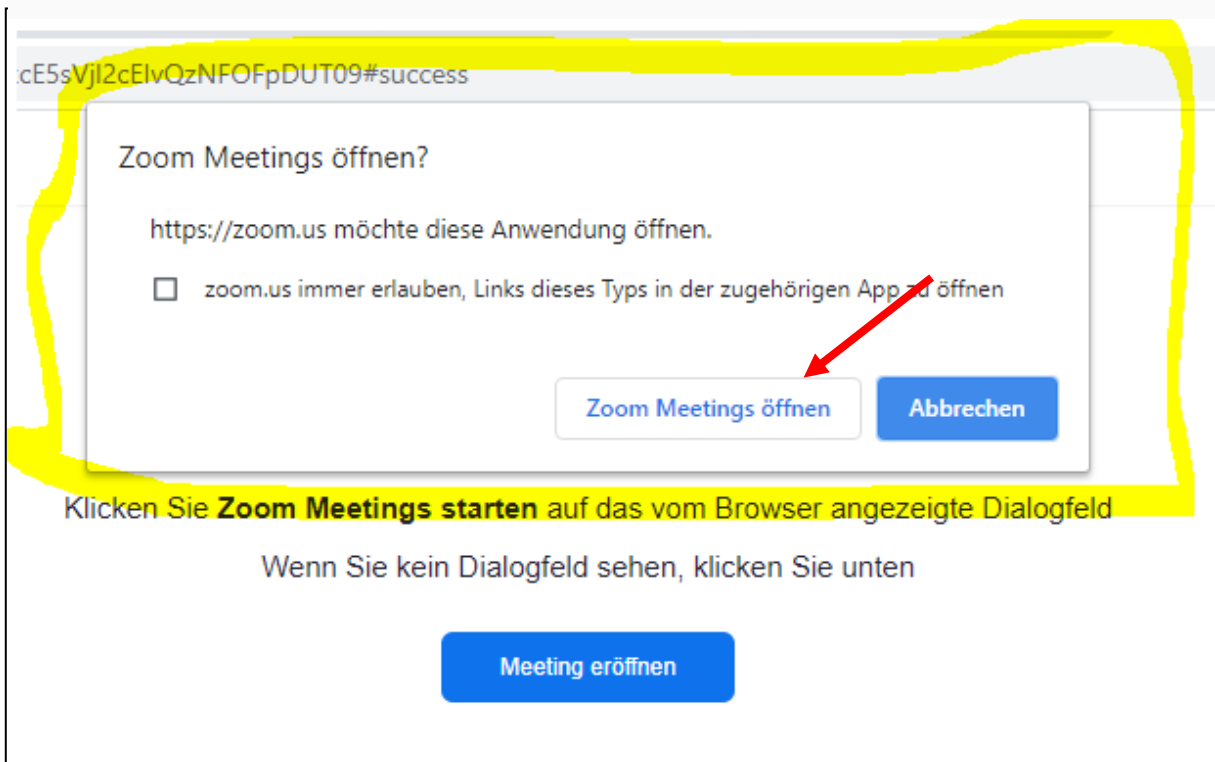 :cE5sVjI2cElvQzNFOFpDUT09#success
Zoom Meetings öffnen?
https://zoom.us möchte diese Anwendung öffnen.
zoom.us immer erlauben, Links dieses Typs in der zugehörigen App zu öffnen
Zoom Meetings öffnen
Abbrechen
Klicken Sie Zoom Meetings starten auf das vom Browser angezeigte Dialogfeld
Wenn Sie kein Dialogfeld sehen, klicken Sie unten
Meeting eröffnen